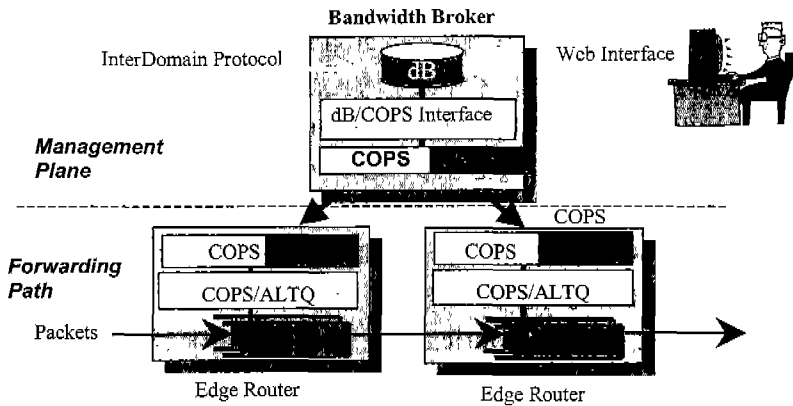 Bandwidth Broker
InterDomain Protocol
Web Interface
dB
dB/COPS Interface
COPS
Management
Plane
COPS
COPS
COPS
Forwarding
Path
COPS/ALTQ
COPS/ALTQ
Packets
Edge Router
Edge Router